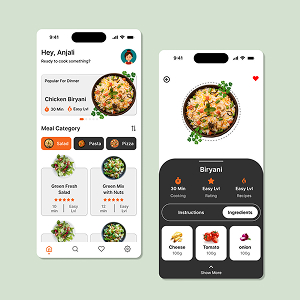 9:41
Hey, Anjali
Ready to cook something?
Popular For Dinner
Chicken Biryani
30 Min
Easy Lvl
Meal Category
Salad
Pasta
Pizza
Green Fresh
Salad
10
min
Easy
Lvl
Green Mix
with Nuts
12
min
Easy
Lvl
9:41
Biryani
30 Min
Cooking
Easy Lvl
Rating
Easy Lvl
Recipes
Instructions
Ingredients
Cheese
100g
Tomato
100g
onion
100g
Show More